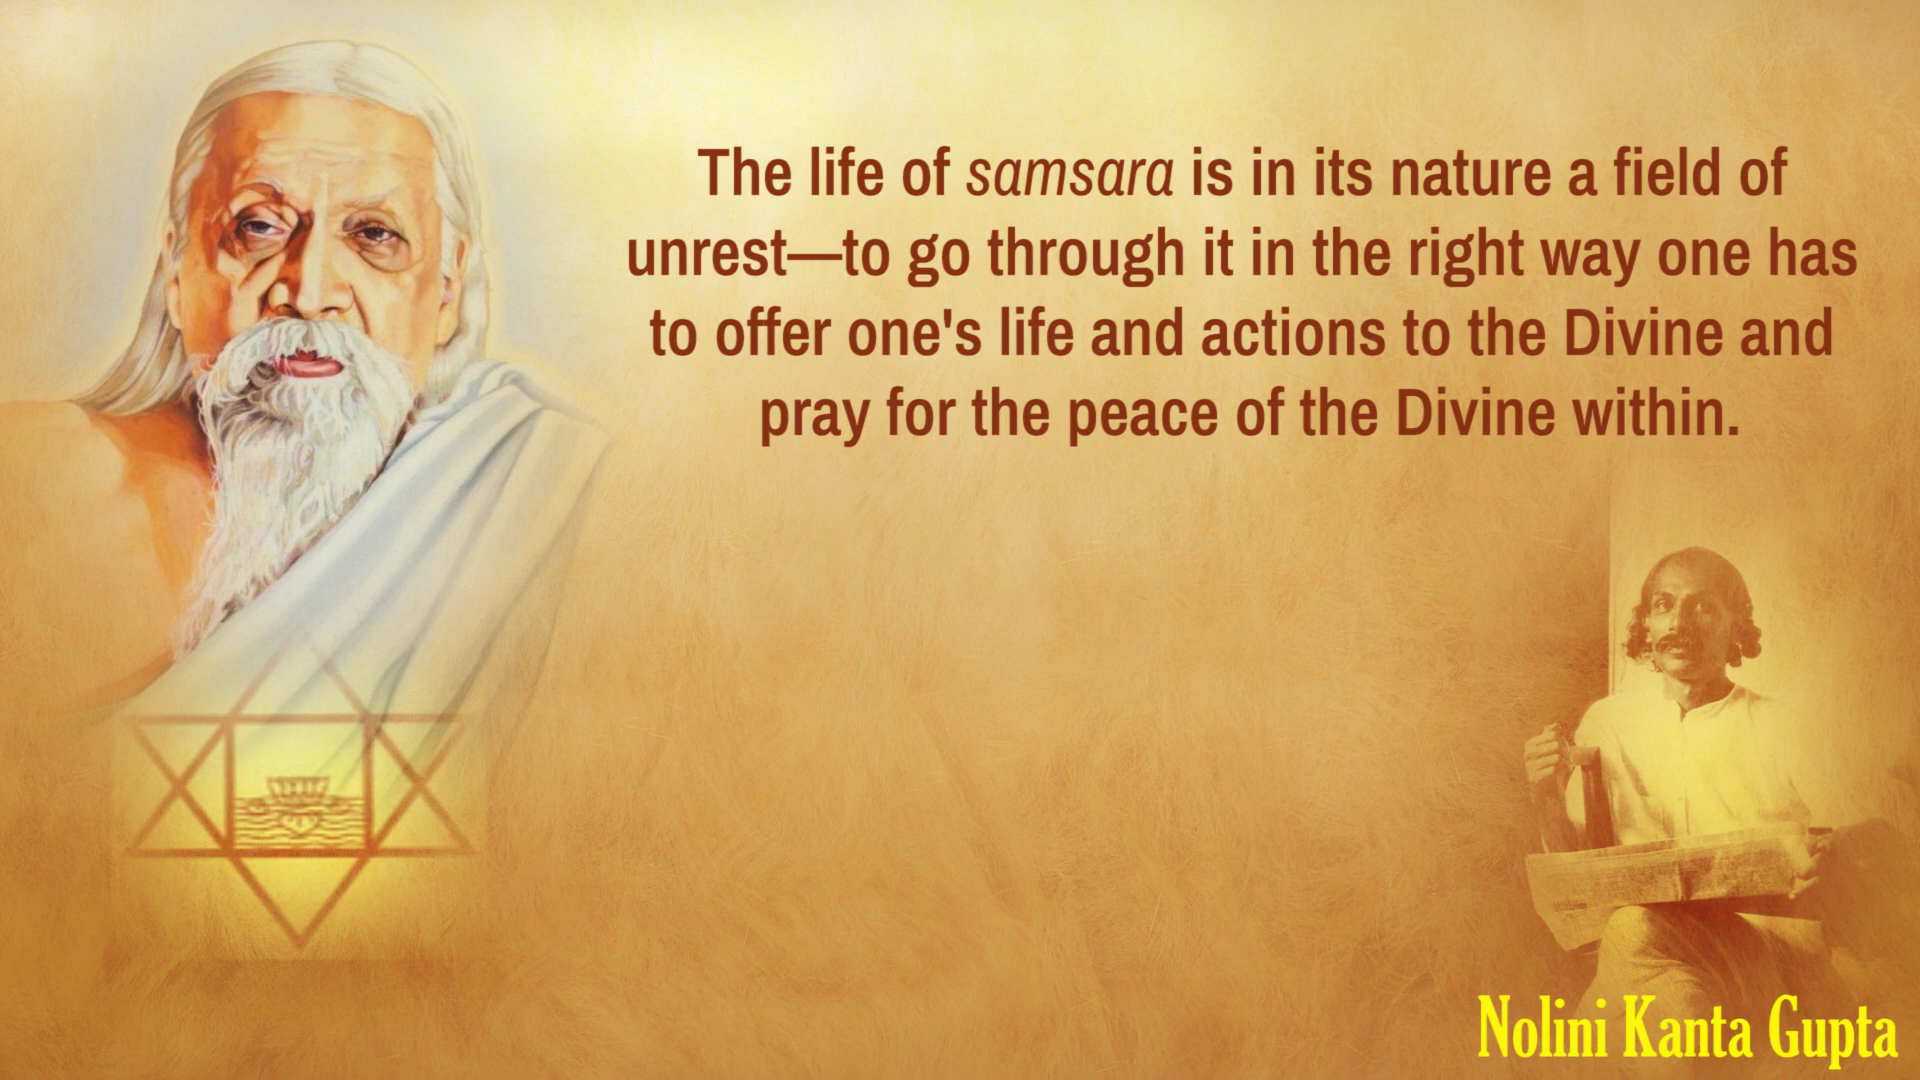 The life of samsara is in its nature a field of
unrest—to go through it in the right way one has
to offer one's life and actions to the Divine and
pray for the peace of the Divine within.
Nolini Kanta Gupta